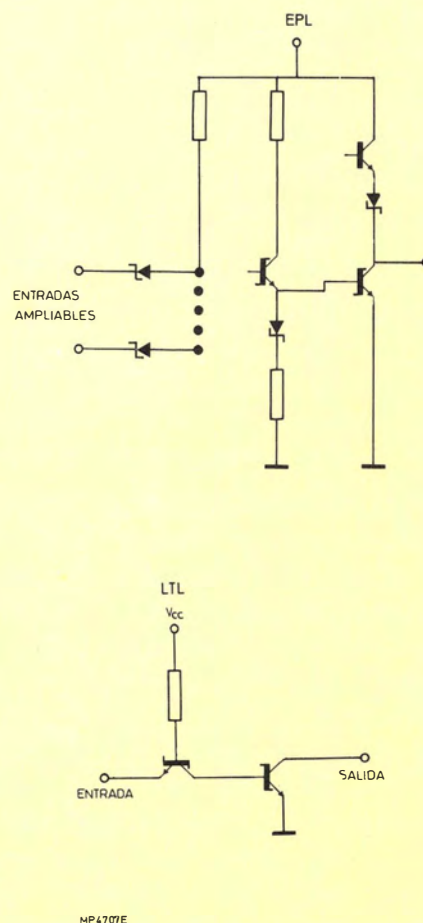 EPL
ENTRADAS
AMPLIABLES
LTL
Vcc
ENTRADA
SALIDA
MP4707E